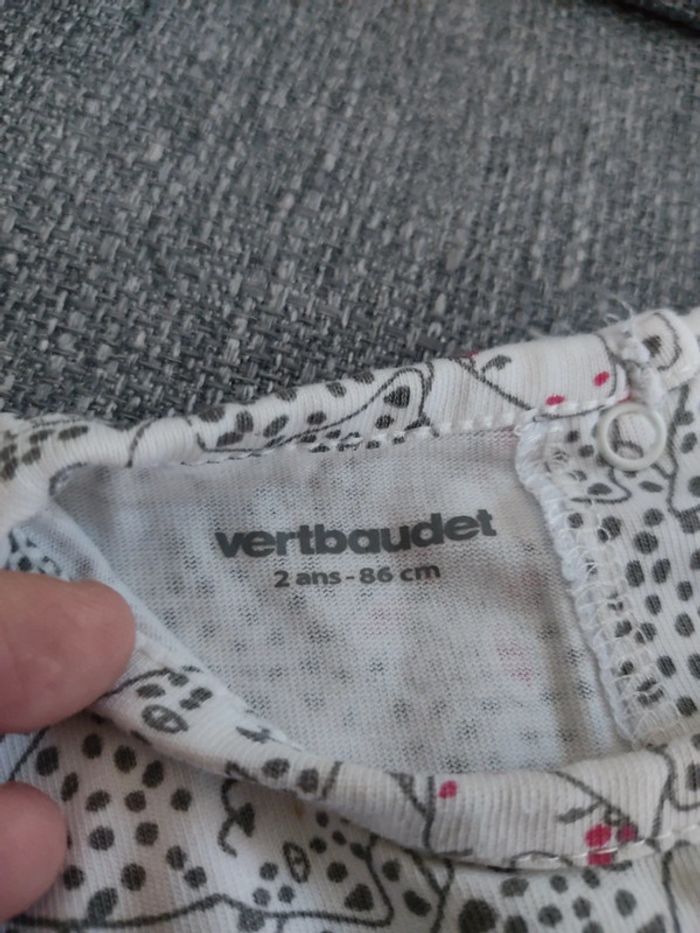 vertbaudet
2 ans - 86 cm